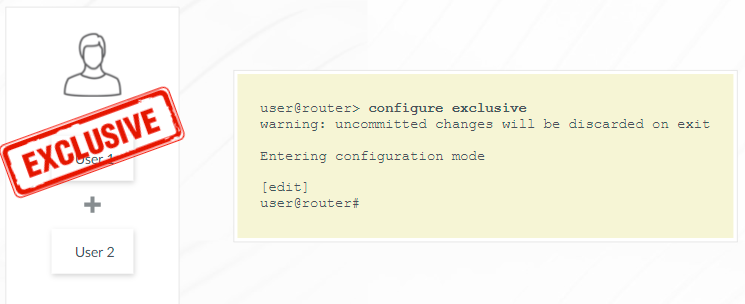 EXCLUSIVE
User 1
User 2
user@router> configure exclusive
warning: uncommitted changes will be discarded on exit
Entering configuration mode
[edit]
user@router#